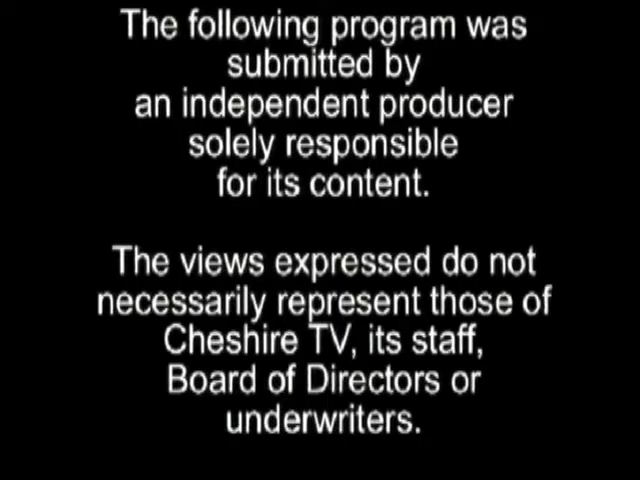 The following program was
submitted by
an independent producer
solely responsible
for its content.
The views expressed do not
necessarily represent those of
Cheshire TV, its staff,
Board of Directors or
underwriters.